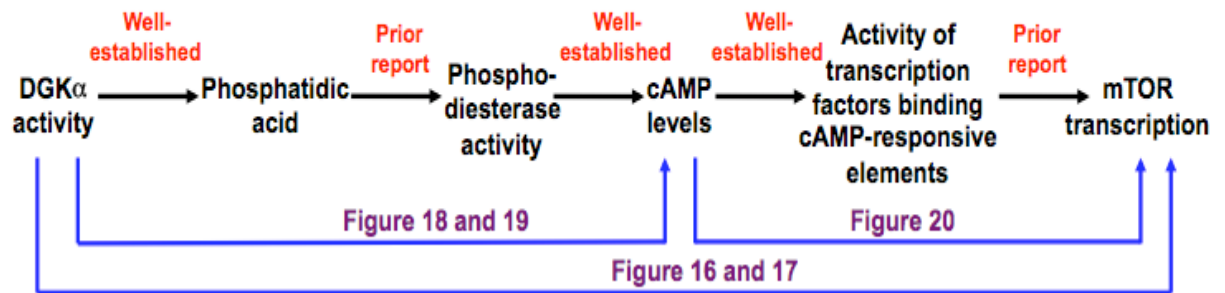 Well-
established
Prior
report
Well-
established
Well-
established
Prior
report
DGKα
activity
Phosphatidic
acid
Phospho-
diesterase
activity
cAMP
levels
Activity of
transcription
factors binding
cAMP-responsive
elements
mTOR
transcription
Figure 18 and 19
Figure 20
Figure 16 and 17